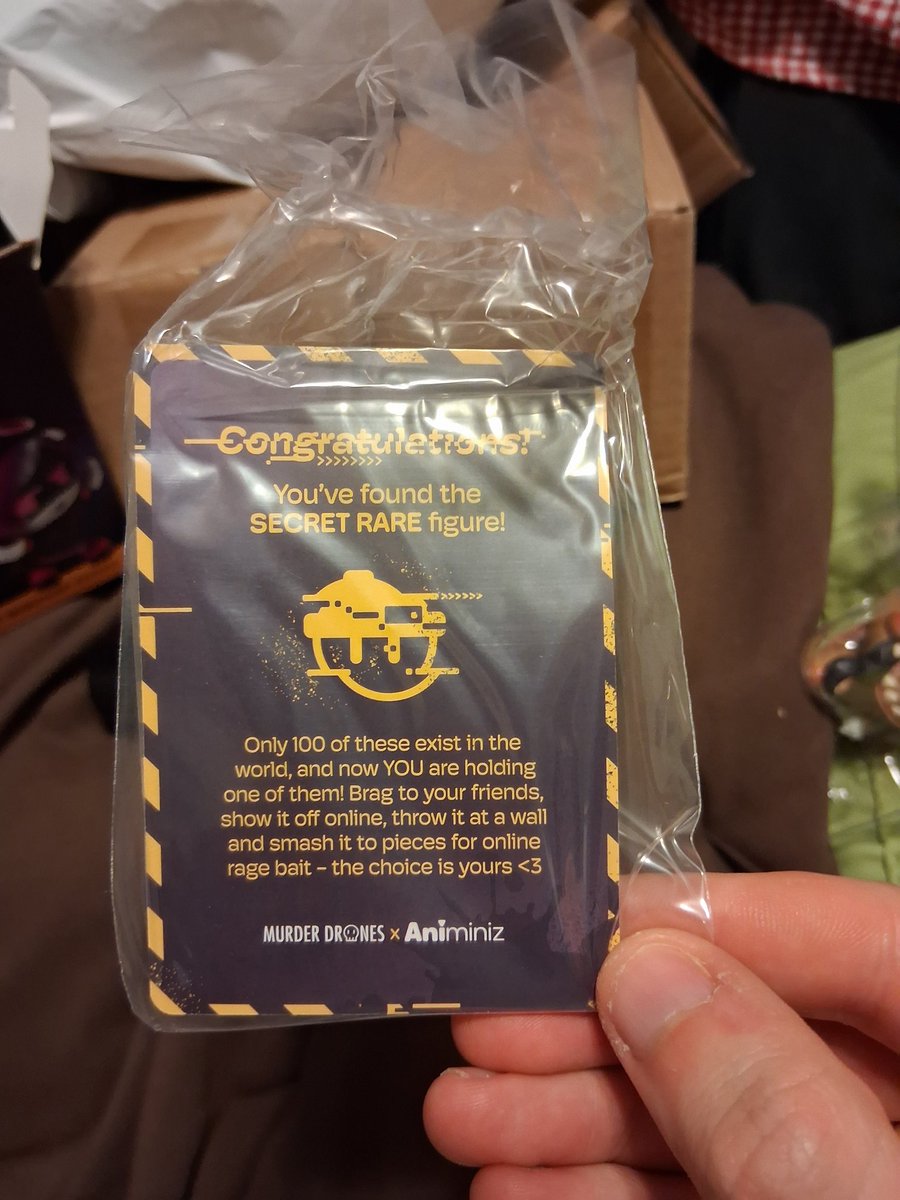 Congratulations!
You've found the
SECRET RARE figure!
Only 100 of these exist in the
world, and now YOU are holding
one of them! Brag to your friends,
show it off online, throw it at a wall
and smash it to pieces for online
rage bait – the choice is yours <3
MURDER DRONES x Animiniz